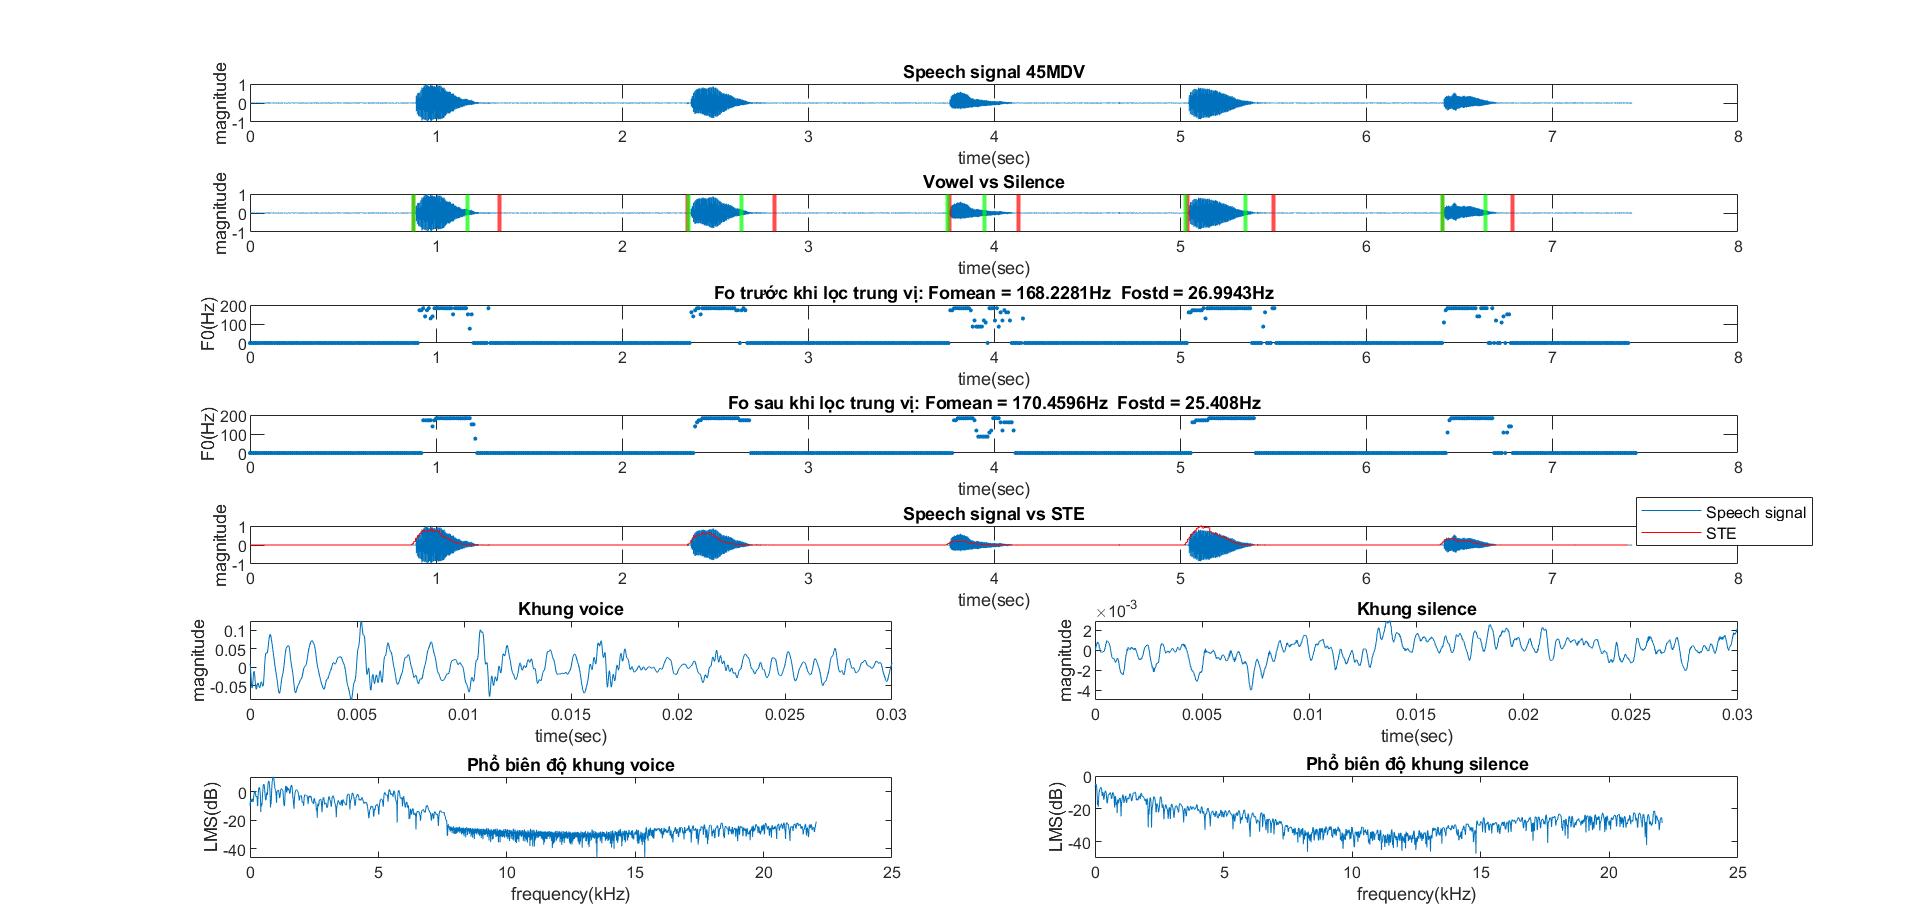 Speech signal 45MDV
magnitude
1
0
-1
0 1 2 3 4 5 6 7 8
time(sec)
Vowel vs Silence
magnitude
1
0
-1
0 1 2 3 4 5 6 7 8
time(sec)
Fo trước khi lọc trung vị: Fomean = 168.2281Hz Fostd = 26.9943Hz
F0(Hz)
200
100
0
0 1 2 3 4 5 6 7 8
time(sec)
Fo sau khi lọc trung vị: Fomean = 170.4596Hz Fostd = 25.408Hz
F0(Hz)
200
100
0
0 1 2 3 4 5 6 7 8
time(sec)
Speech signal vs STE
magnitude
1
0
-1
0 1 2 3 4 5 6 7 8
time(sec)
Speech signal
STE
Khung voice
magnitude
0.1
0.05
0
-0.05
0 0.005 0.01 0.015 0.02 0.025 0.03
time(sec)
Khung silence
×10-3
magnitude
2
0
-2
-4
0 0.005 0.01 0.015 0.02 0.025 0.03
time(sec)
Phổ biên độ khung voice
LMS(dB)
0
-20
-40
0 5 10 15 20 25
frequency(kHz)
Phổ biên độ khung silence
LMS(dB)
0
-20
-40
0 5 10 15 20 25
frequency(kHz)